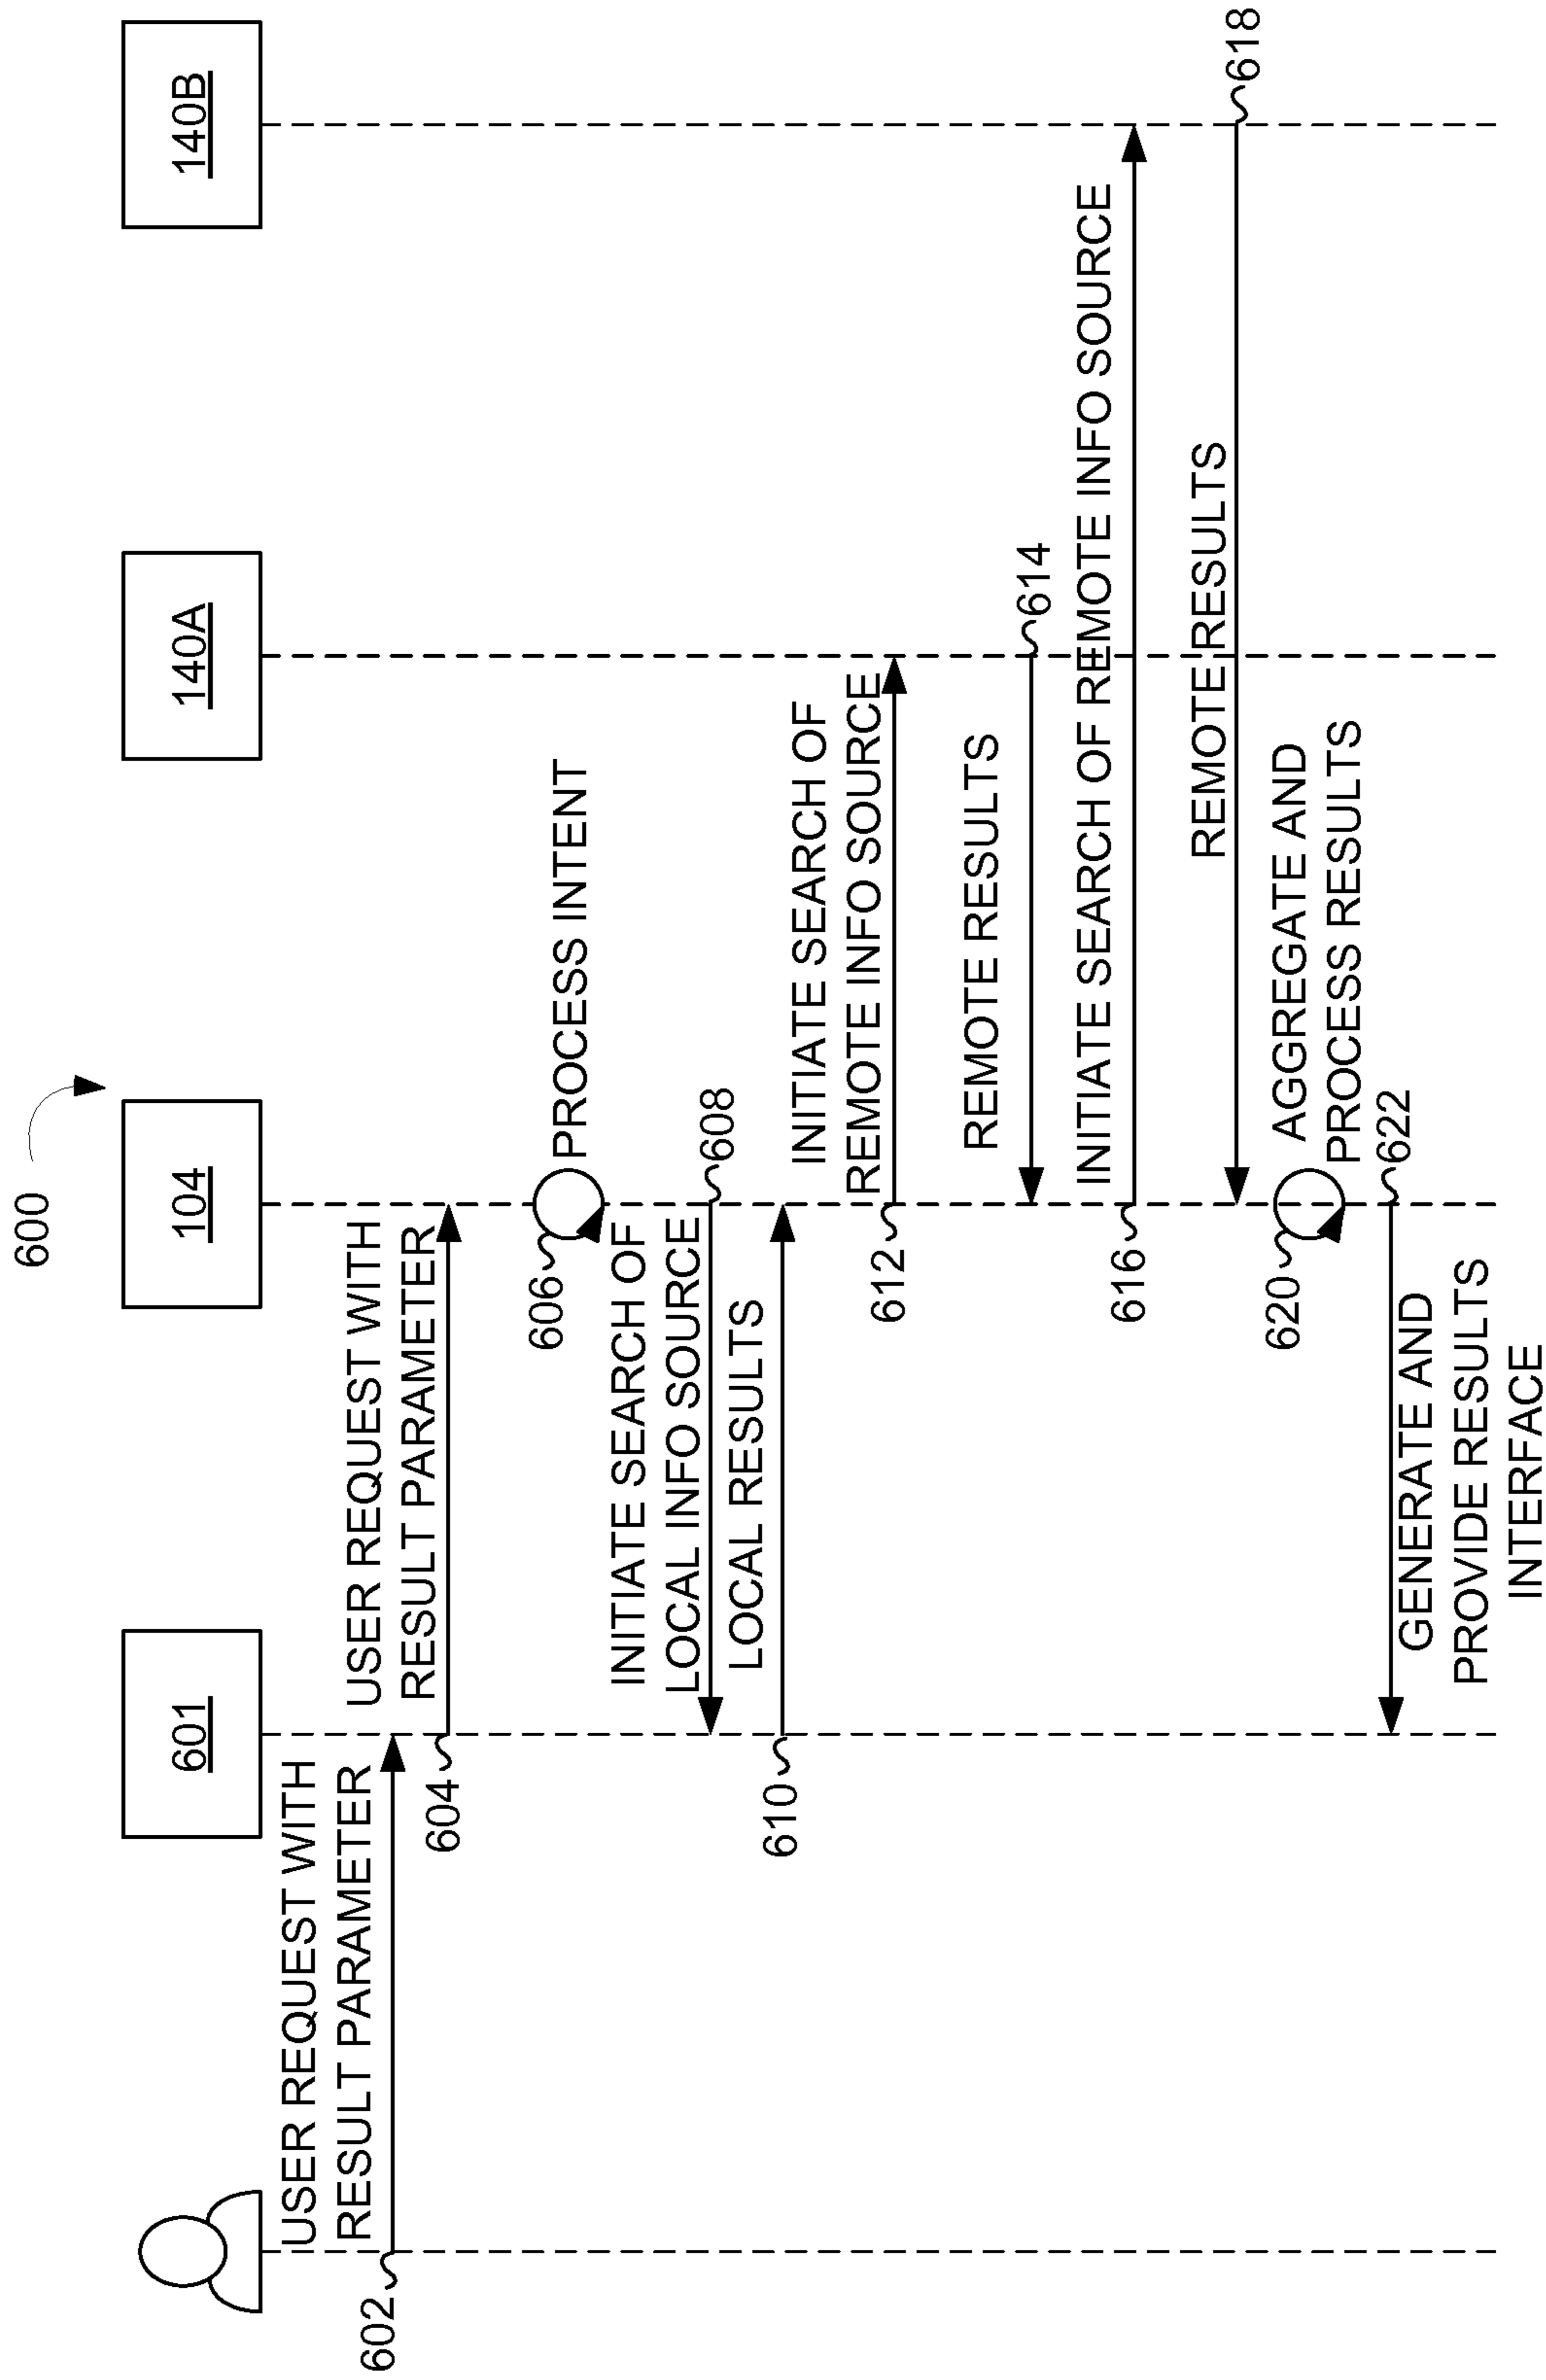 600
601
104
140A
140B
USER REQUEST WITH
RESULT PARAMETER
602
USER REQUEST WITH
RESULT PARAMETER
604
606
PROCESS INTENT
INITIATE SEARCH OF
LOCAL INFO SOURCE
608
LOCAL RESULTS
610
INITIATE SEARCH OF
REMOTE INFO SOURCE
612
REMOTE RESULTS
614
INITIATE SEARCH OF REMOTE INFO SOURCE
616
REMOTE RESULTS
618
620
AGGREGATE AND
PROCESS RESULTS
622
GENERATE AND
PROVIDE RESULTS
INTERFACE